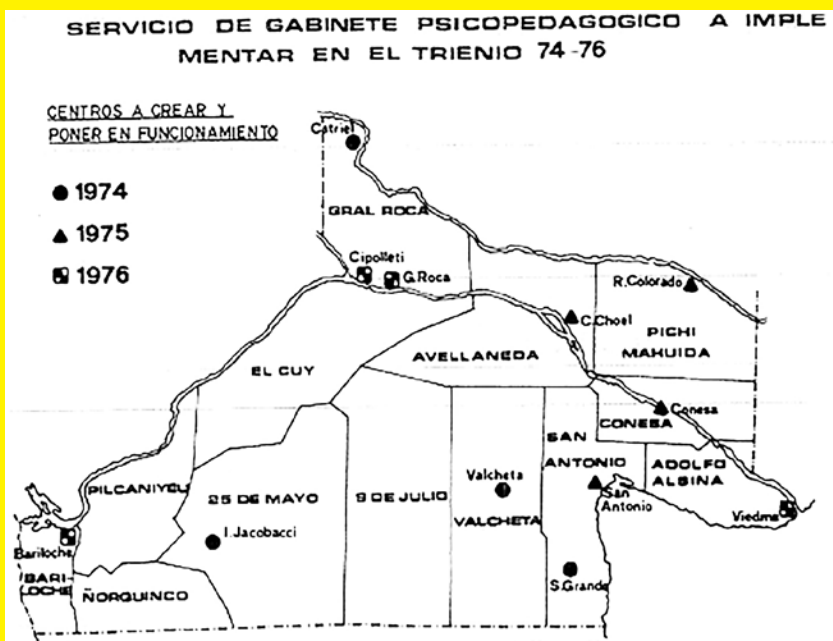 SERVICIO DE GABINETE PSICOPEDAGOGICO A IMPLE
MENTAR EN EL TRIENIO 74-76
CENTROS A CREAR Y
PONER EN FUNCIONAMIENTO
1974
1975
1976
Catriel
GRAL ROCA
Cipolleti
G.Roca
R.Colorado
C.Choel
PICHI
MAHUIDA
EL CUY
AVELLANEDA
Conesa
CONESA
SAN
ANTONIO
ADOLFO
ALSINA
PILCANIYEU
25 DE MAYO
9 DE JULIO
Valcheta
VALCHETA
San
Antonio
Viedma
I.Jacobacci
Bariloche
BARI-
LOCHE
ÑORQUINCO
S.Grande